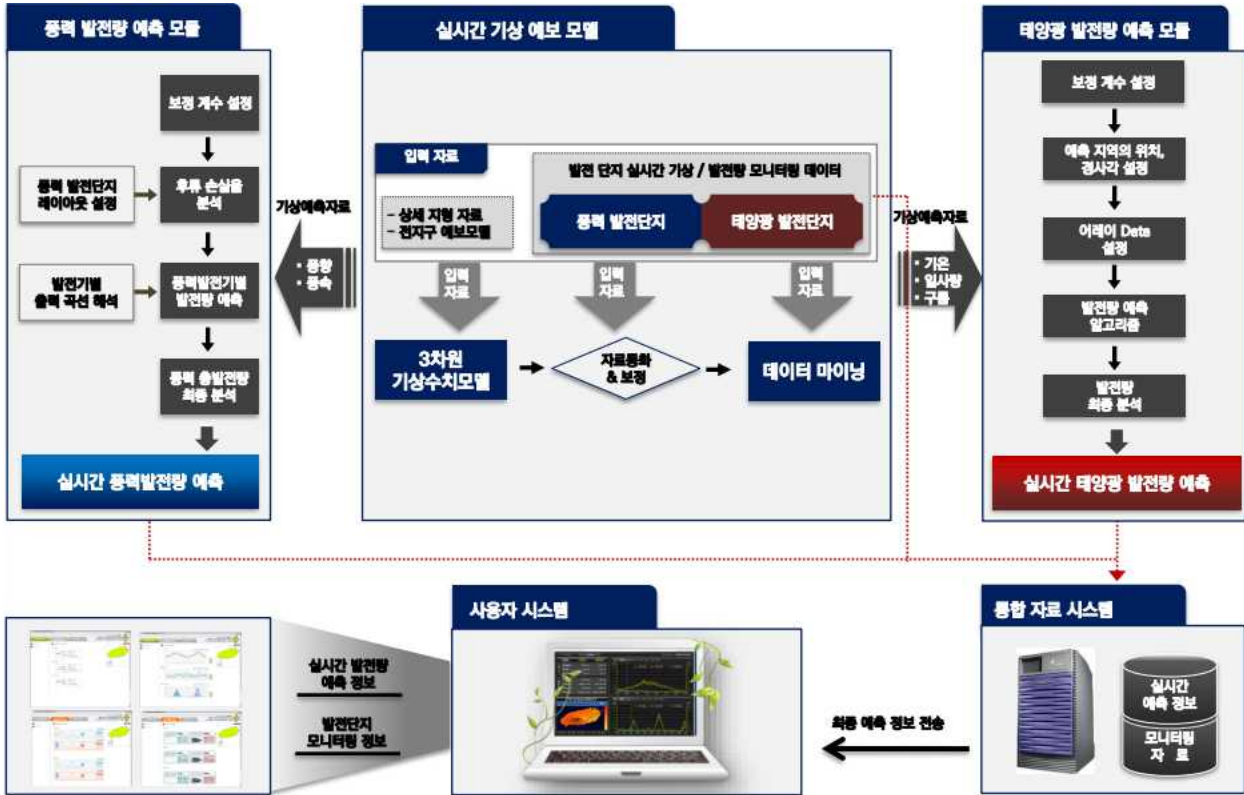 풍력 발전량 예측 모듈
보정 계수 설정
풍력 발전단지
레이아웃 설정
후류 손실율
분석
발전기별
출력 곡선 해석
풍력발전기별
발전량 예측
풍력 총발전량
최종 분석
실시간 풍력발전량 예측
기상예측자료
• 풍향
• 풍속
실시간 기상 예보 모델
입력 자료
– 상세 지형 자료
– 전지구 예보모델
발전 단지 실시간 기상 / 발전량 모니터링 데이터
풍력 발전단지
태양광 발전단지
입력
자료
입력
자료
입력
자료
3차원
기상수치모델
자료동화
& 보정
데이터 마이닝
기상예측자료
• 기온
• 일사량
• 구름
태양광 발전량 예측 모듈
보정 계수 설정
예측 지역의 위치,
경사각 설정
어레이 Data
설정
발전량 예측
알고리즘
발전량
최종 분석
실시간 태양광 발전량 예측
실시간 발전량
예측 정보
발전단지
모니터링 정보
사용자 시스템
최종 예측 정보 전송
통합 자료 시스템
실시간
예측 정보
모니터링
자 료